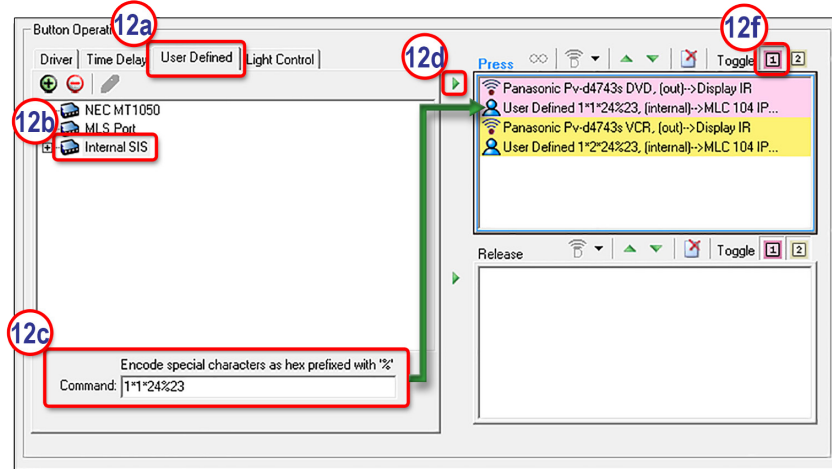 Button Operati
12a
12f
Driver Time Delay User Defined Light Control
12d
Press Toggle 1 2
Panasonic Pv-d4743s DVD, (out)-->Display IR
NEC MT1050
User Defined 1*1*24%23, (internal)-->MLC 104 IP...
12b
MLS Port
Panasonic Pv-d4743s VCR, (out)-->Display IR
Internal SIS
User Defined 1*2*24%23, (internal)-->MLC 104 IP...
Release Toggle 1 2
12c
Encode special characters as hex prefixed with '%'
Command: 1*1*24%23